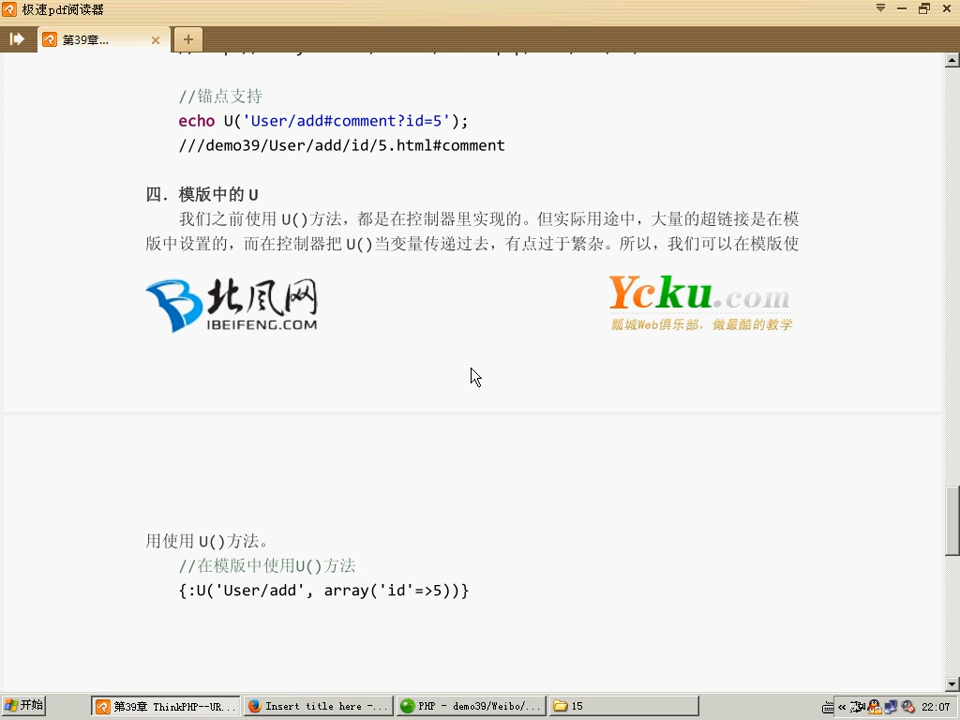 极速pdf阅读器
第39章...
//锚点支持
echo U('User/add#comment?id=5');
///demo39/User/add/id/5.html#comment
四．模版中的 U
我们之前使用 U()方法，都是在控制器里实现的。但实际用途中，大量的超链接是在模
版中设置的，而在控制器把 U()当变量传递过去，有点过于繁杂。所以，我们可以在模版使
北风网
IBEIFENG.COM
Ycku.com
瓢城Web俱乐部，做最酷的教学
用使用 U()方法。
//在模版中使用U()方法
{:U('User/add', array('id'=>5))}
开始
第39章 ThinkPHP--UR...
Insert title here -...
PHP - demo39/Weibo/...
15
22:07